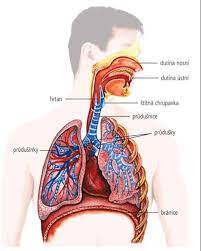 dutina nosní
dutina ústní
hrtan
štítná chrupavka
průdušnice
průdušky
průdušinky
bránice